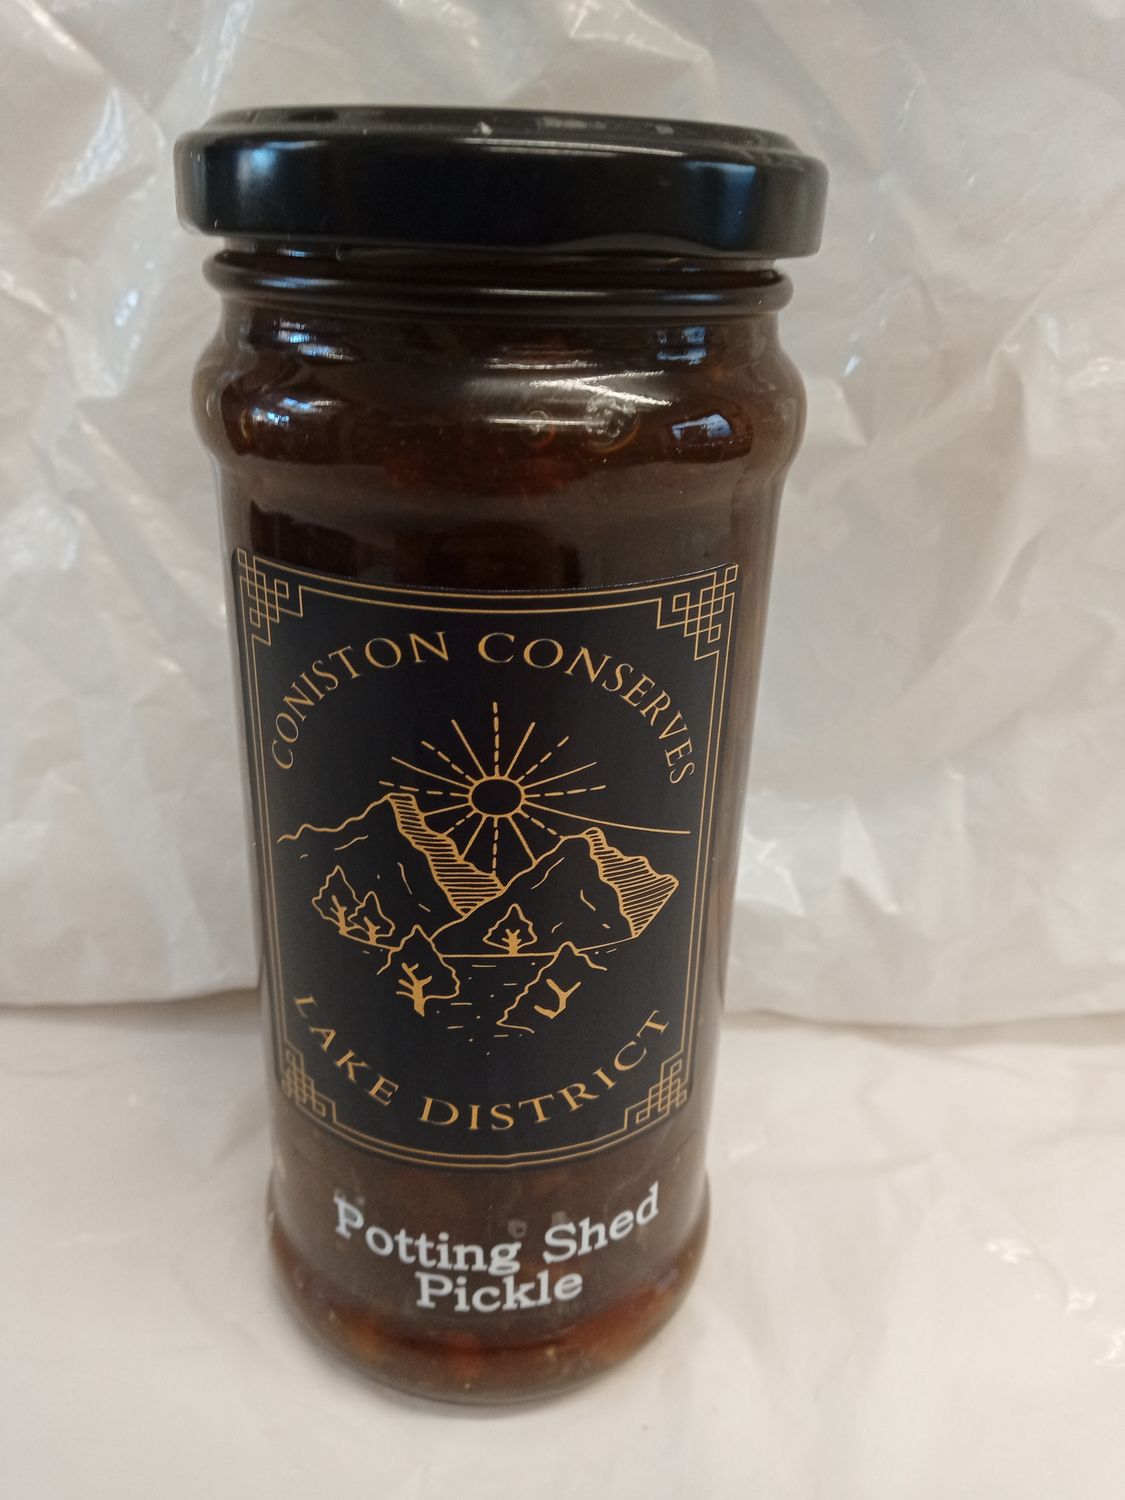 CONISTON CONSERVES
LAKE DISTRICT
Potting Shed
Pickle